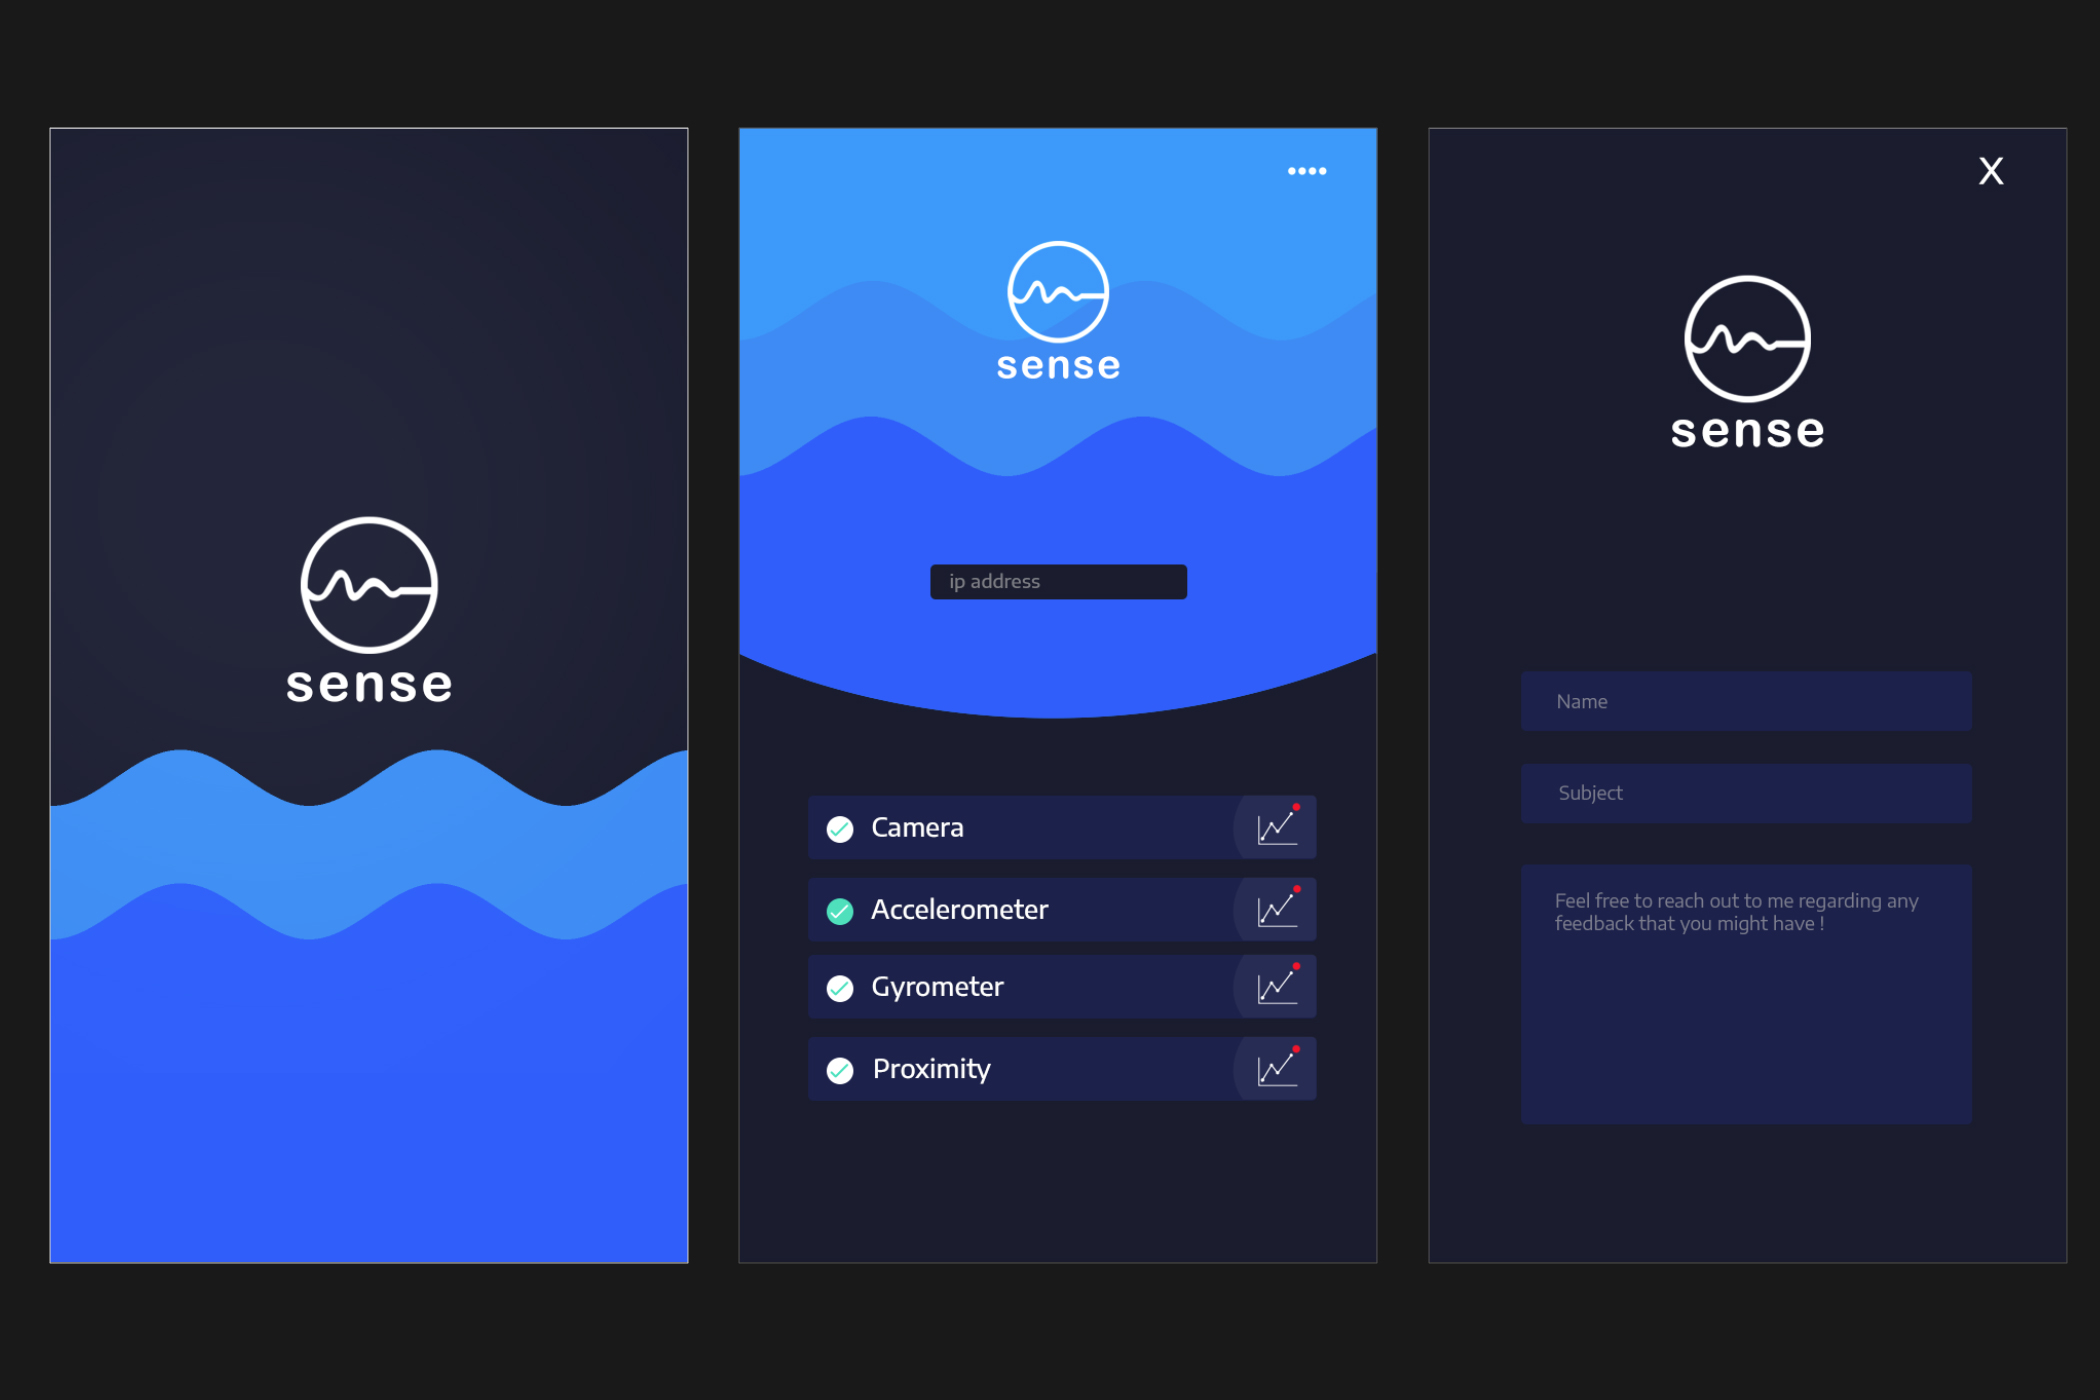 sense
sense
ip address
Camera
Accelerometer
Gyrometer
Proximity
X
sense
Name
Subject
Feel free to reach out to me regarding any
feedback that you might have !